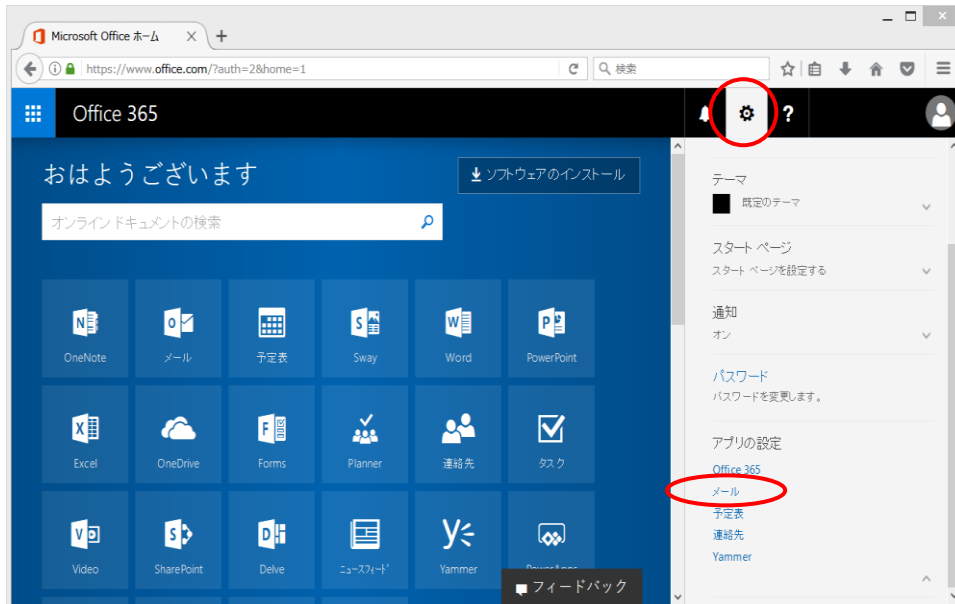 Microsoft Office ホーム
https://www.office.com/?auth=2&home=1
検索
Office 365
?
おはようございます
ソフトウェアのインストール
オンライン ドキュメントの検索
OneNote
メール
予定表
Sway
Word
PowerPoint
Excel
OneDrive
Forms
Planner
連絡先
タスク
Video
SharePoint
Delve
ニュースフィード
Yammer
PowerApps
フィードバック
テーマ
既定のテーマ
スタート ページ
スタート ページを設定する
通知
オン
パスワード
パスワードを変更します。
アプリの設定
Office 365
メール
予定表
連絡先
Yammer